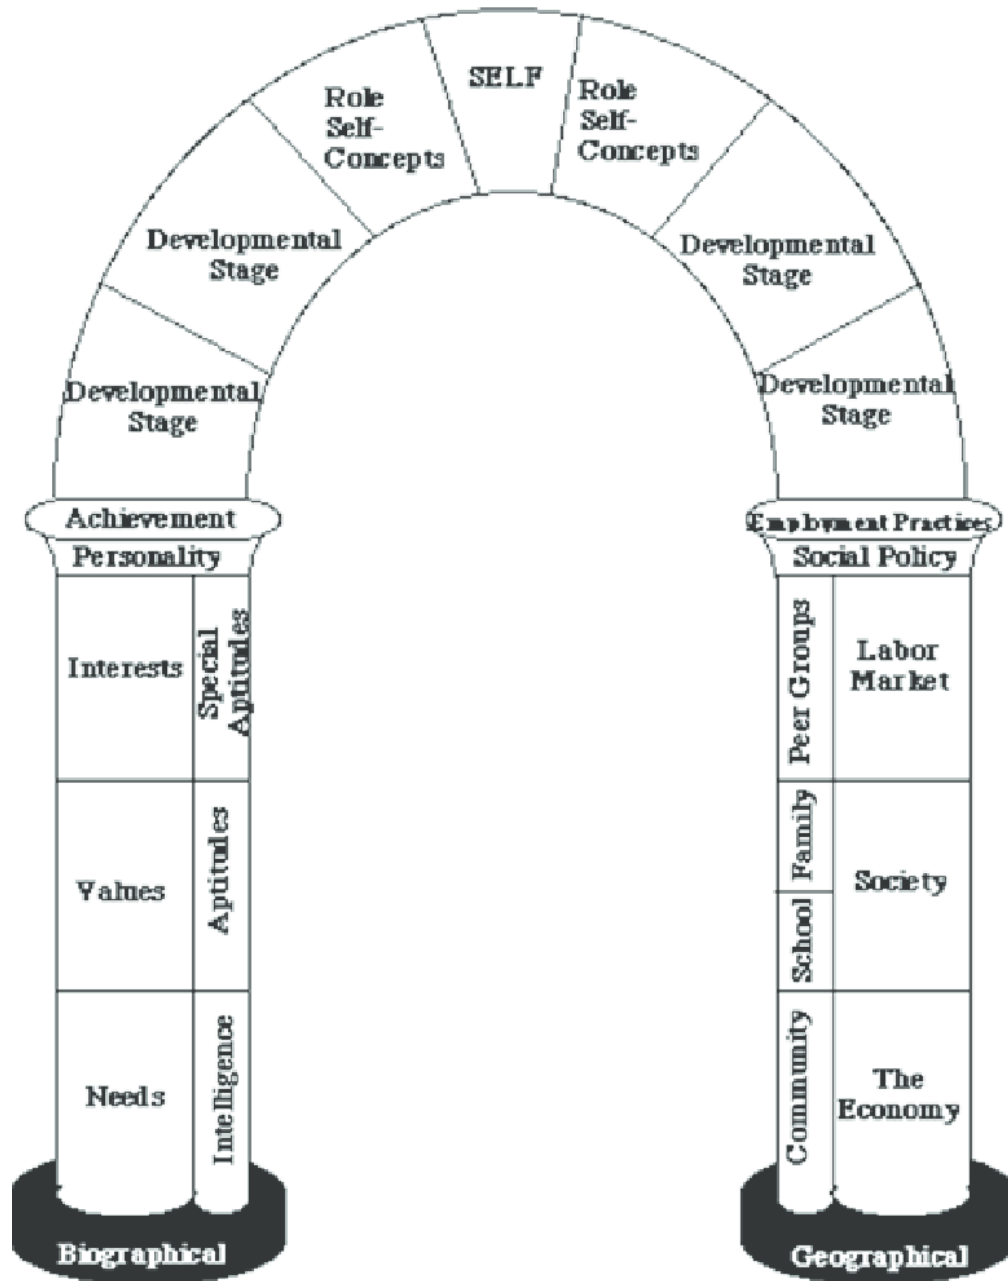 SELF
Role
Self-
Concepts
Role
Self-
Concepts
Developmental
Stage
Developmental
Stage
Developmental
Stage
Developmental
Stage
Achievement
Personality
Employment Practices
Social Policy
Interests
Special
Aptitudes
Peer Groups
Labor
Market
Values
Aptitudes
Family
School
Society
Needs
Intelligence
Community
The
Economy
Biographical
Geographical